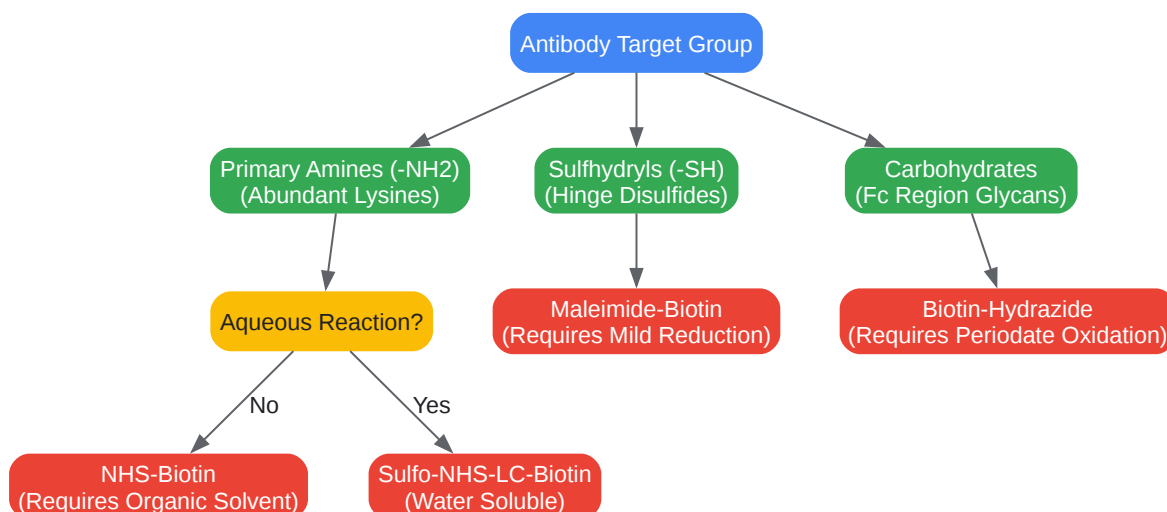 Antibody Target Group
Primary Amines (-NH2)
(Abundant Lysines)
Sulfhydryls (-SH)
(Hinge Disulfides)
Carbohydrates
(Fc Region Glycans)
Aqueous Reaction?
Maleimide-Biotin
(Requires Mild Reduction)
Biotin-Hydrazide
(Requires Periodate Oxidation)
No
Yes
NHS-Biotin
(Requires Organic Solvent)
Sulfo-NHS-LC-Biotin
(Water Soluble)